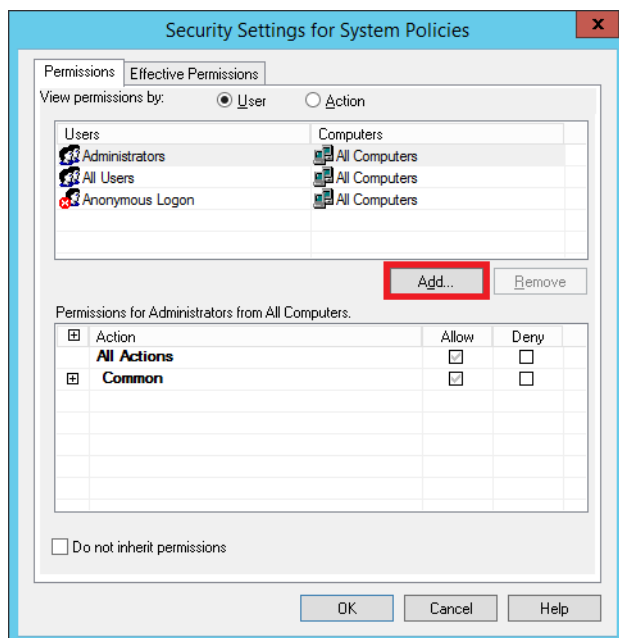 Security Settings for System Policies
x
Permissions Effective Permissions
View permissions by: User Action
Users Computers
Administrators All Computers
All Users All Computers
Anonymous Logon All Computers
Add... Remove
Permissions for Administrators from All Computers.
Action Allow Deny
All Actions
Common
Do not inherit permissions
OK Cancel Help